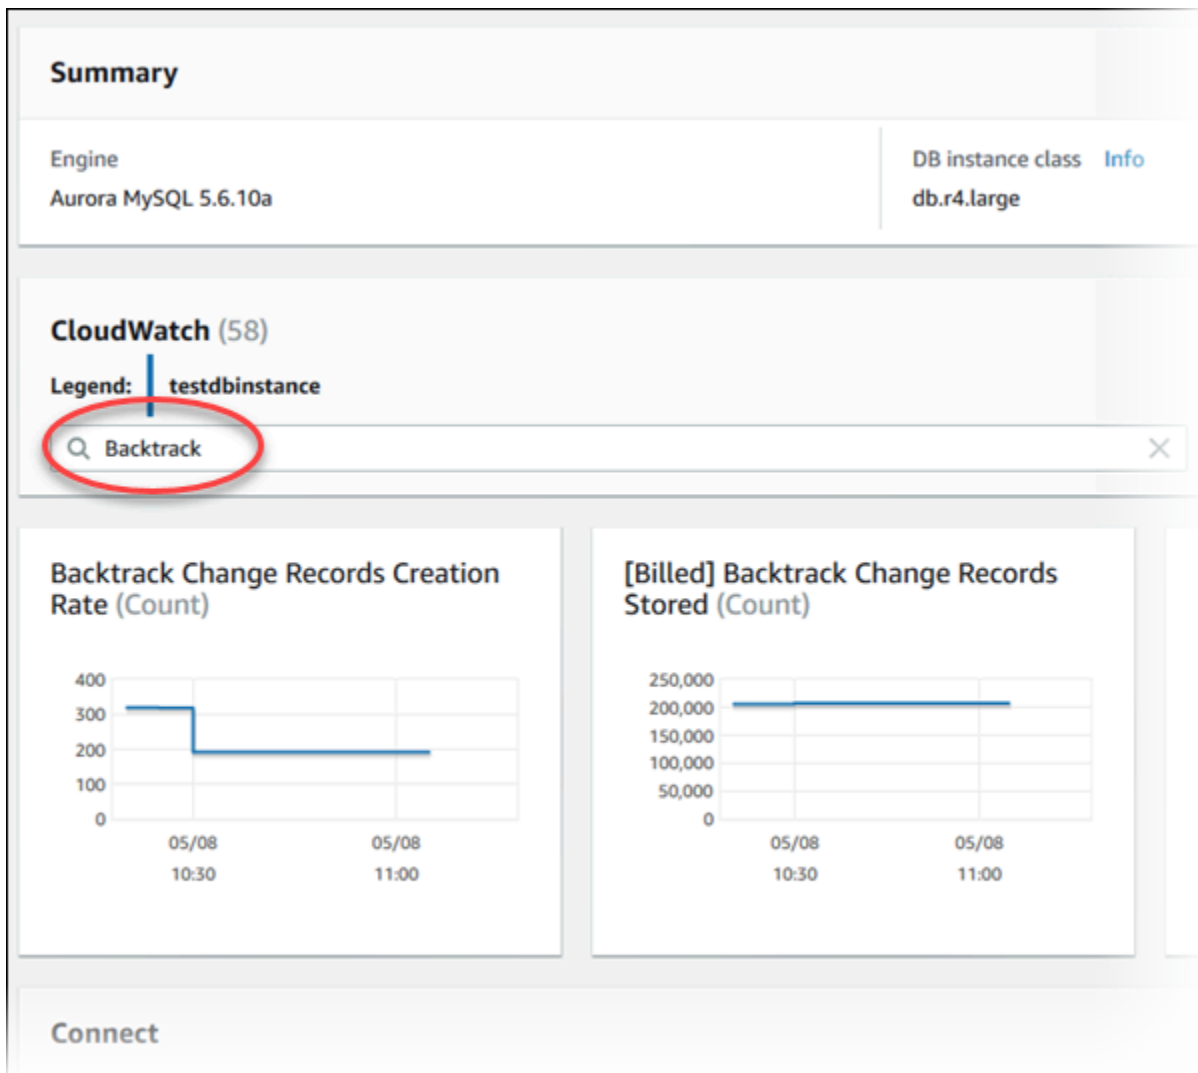 Summary
Engine
Aurora MySQL 5.6.10a
DB instance class Info
db.r4.large
CloudWatch (58)
Legend: testdbinstance
Backtrack
Backtrack Change Records Creation
Rate (Count)
400
300
200
100
0
05/08
10:30
05/08
11:00
[Billed] Backtrack Change Records
Stored (Count)
250,000
200,000
150,000
100,000
50,000
0
05/08
10:30
05/08
11:00
Connect